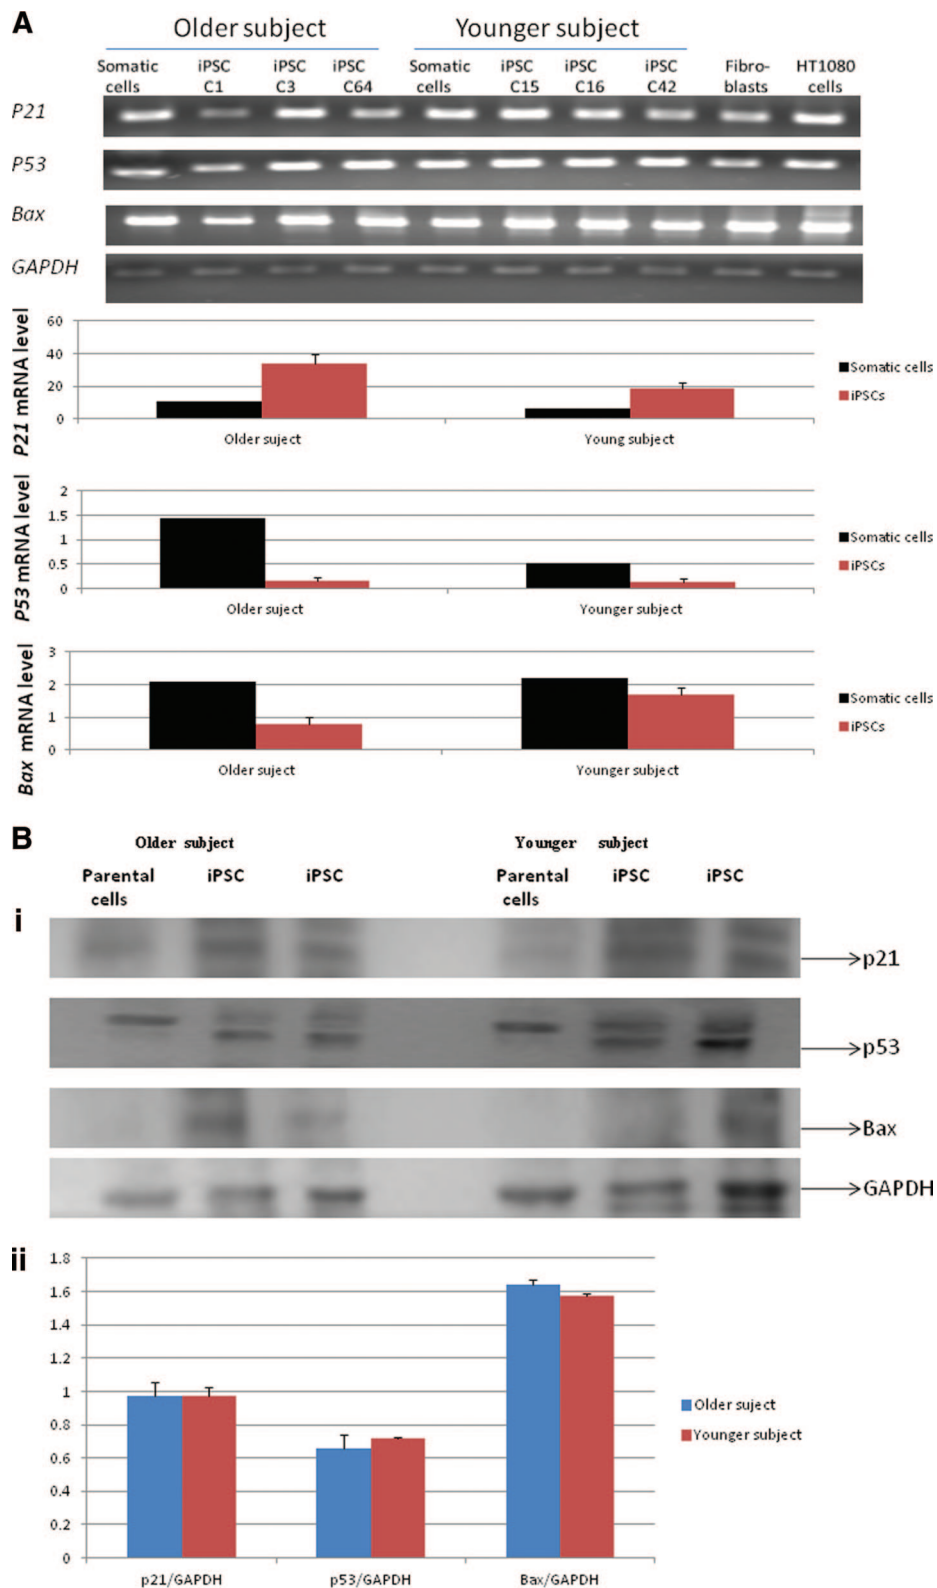 A
Older subject Younger subject
Somatic cells iPSC C1 iPSC C3 iPSC C64 Somatic cells iPSC C15 iPSC C16 iPSC C42 Fibro-blasts HT1080 cells
P21
P53
Bax
GAPDH
P21 mRNA level
60
40
20
0
Older suject Young subject
Somatic cells
iPSCs
P53 mRNA level
2
1.5
1
0.5
0
Older suject Younger subject
Somatic cells
iPSCs
Bax mRNA level
3
2
1
0
Older suject Younger subject
Somatic cells
iPSCs
B
Older subject Younger subject
Parental cells iPSC iPSC Parental cells iPSC iPSC
i
p21
p53
Bax
GAPDH
ii
1.8
1.6
1.4
1.2
1
0.8
0.6
0.4
0.2
0
p21/GAPDH p53/GAPDH Bax/GAPDH
Older suject
Younger subject